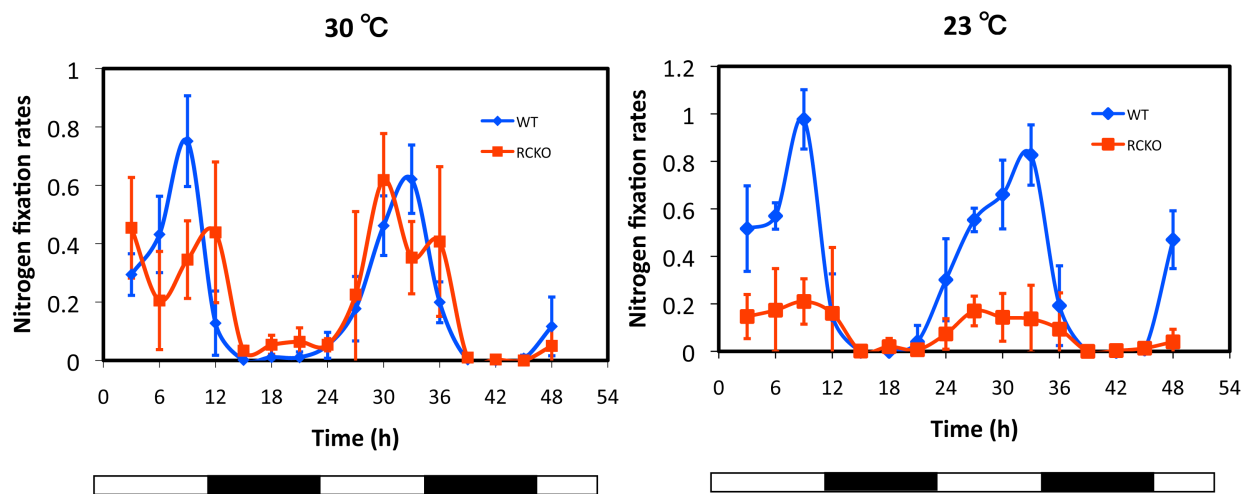 30 ℃
Nitrogen fixation rates
1
0.8
0.6
0.4
0.2
0
WT
RCKO
0 6 12 18 24 30 36 42 48 54
Time (h)
23 ℃
Nitrogen fixation rates
1.2
1
0.8
0.6
0.4
0.2
0
WT
RCKO
0 6 12 18 24 30 36 42 48 54
Time (h)